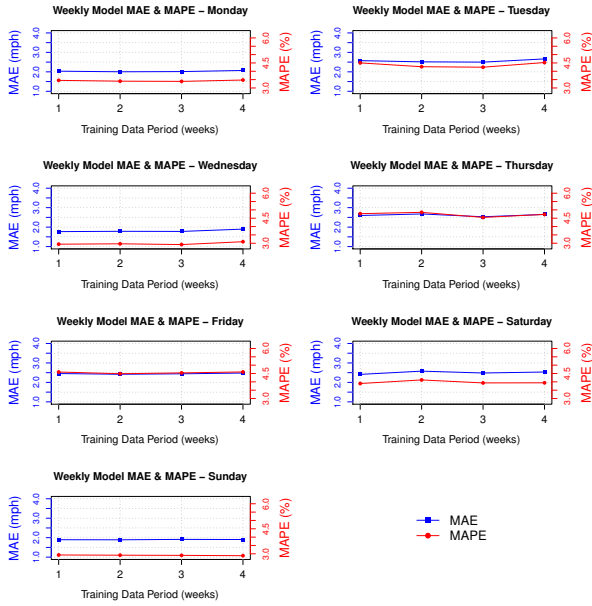 Weekly Model MAE & MAPE – Monday
MAE (mph)
1.0 2.0 3.0 4.0
3.0 4.5 6.0
MAPE (%)
1 2 3 4
Training Data Period (weeks)
Weekly Model MAE & MAPE – Tuesday
MAE (mph)
1.0 2.0 3.0 4.0
3.0 4.5 6.0
MAPE (%)
1 2 3 4
Training Data Period (weeks)
Weekly Model MAE & MAPE – Wednesday
MAE (mph)
1.0 2.0 3.0 4.0
3.0 4.5 6.0
MAPE (%)
1 2 3 4
Training Data Period (weeks)
Weekly Model MAE & MAPE – Thursday
MAE (mph)
1.0 2.0 3.0 4.0
3.0 4.5 6.0
MAPE (%)
1 2 3 4
Training Data Period (weeks)
Weekly Model MAE & MAPE – Friday
MAE (mph)
1.0 2.0 3.0 4.0
3.0 4.5 6.0
MAPE (%)
1 2 3 4
Training Data Period (weeks)
Weekly Model MAE & MAPE – Saturday
MAE (mph)
1.0 2.0 3.0 4.0
3.0 4.5 6.0
MAPE (%)
1 2 3 4
Training Data Period (weeks)
Weekly Model MAE & MAPE – Sunday
MAE (mph)
1.0 2.0 3.0 4.0
3.0 4.5 6.0
MAPE (%)
1 2 3 4
Training Data Period (weeks)
MAE
MAPE